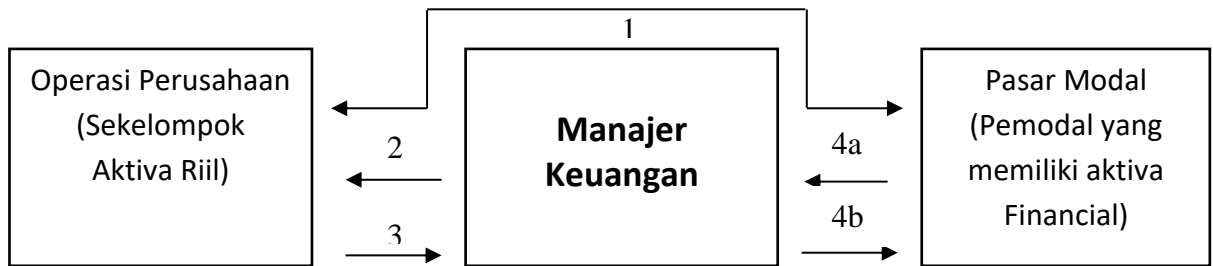 1
Operasi Perusahaan
(Sekelompok
Aktiva Riil)
2
3
Manajer
Keuangan
4a
4b
Pasar Modal
(Pemodal yang
memiliki aktiva
Financial)